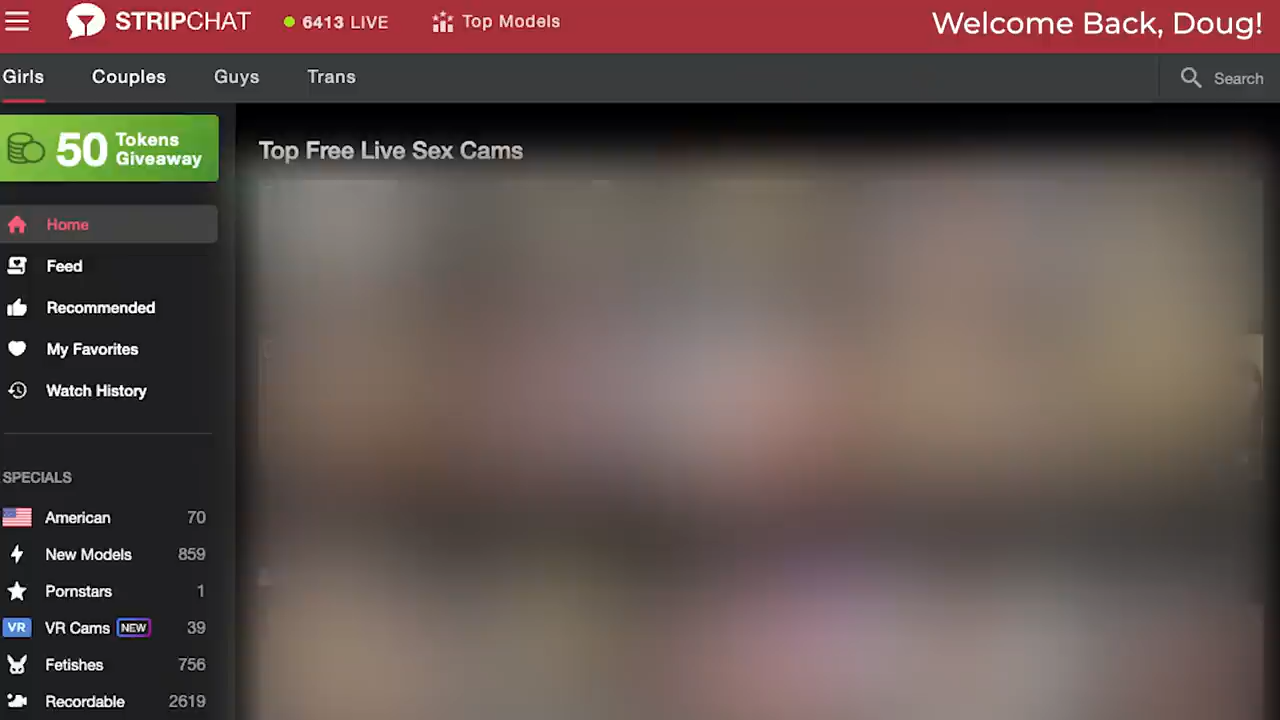 STRIPCHAT
6413 LIVE
Top Models
Welcome Back, Doug!
Girls
Couples
Guys
Trans
Search
50 Tokens Giveaway
Top Free Live Sex Cams
Home
Feed
Recommended
My Favorites
Watch History
SPECIALS
American 70
New Models 859
Pornstars 1
VR VR Cams NEW 39
Fetishes 756
Recordable 2619